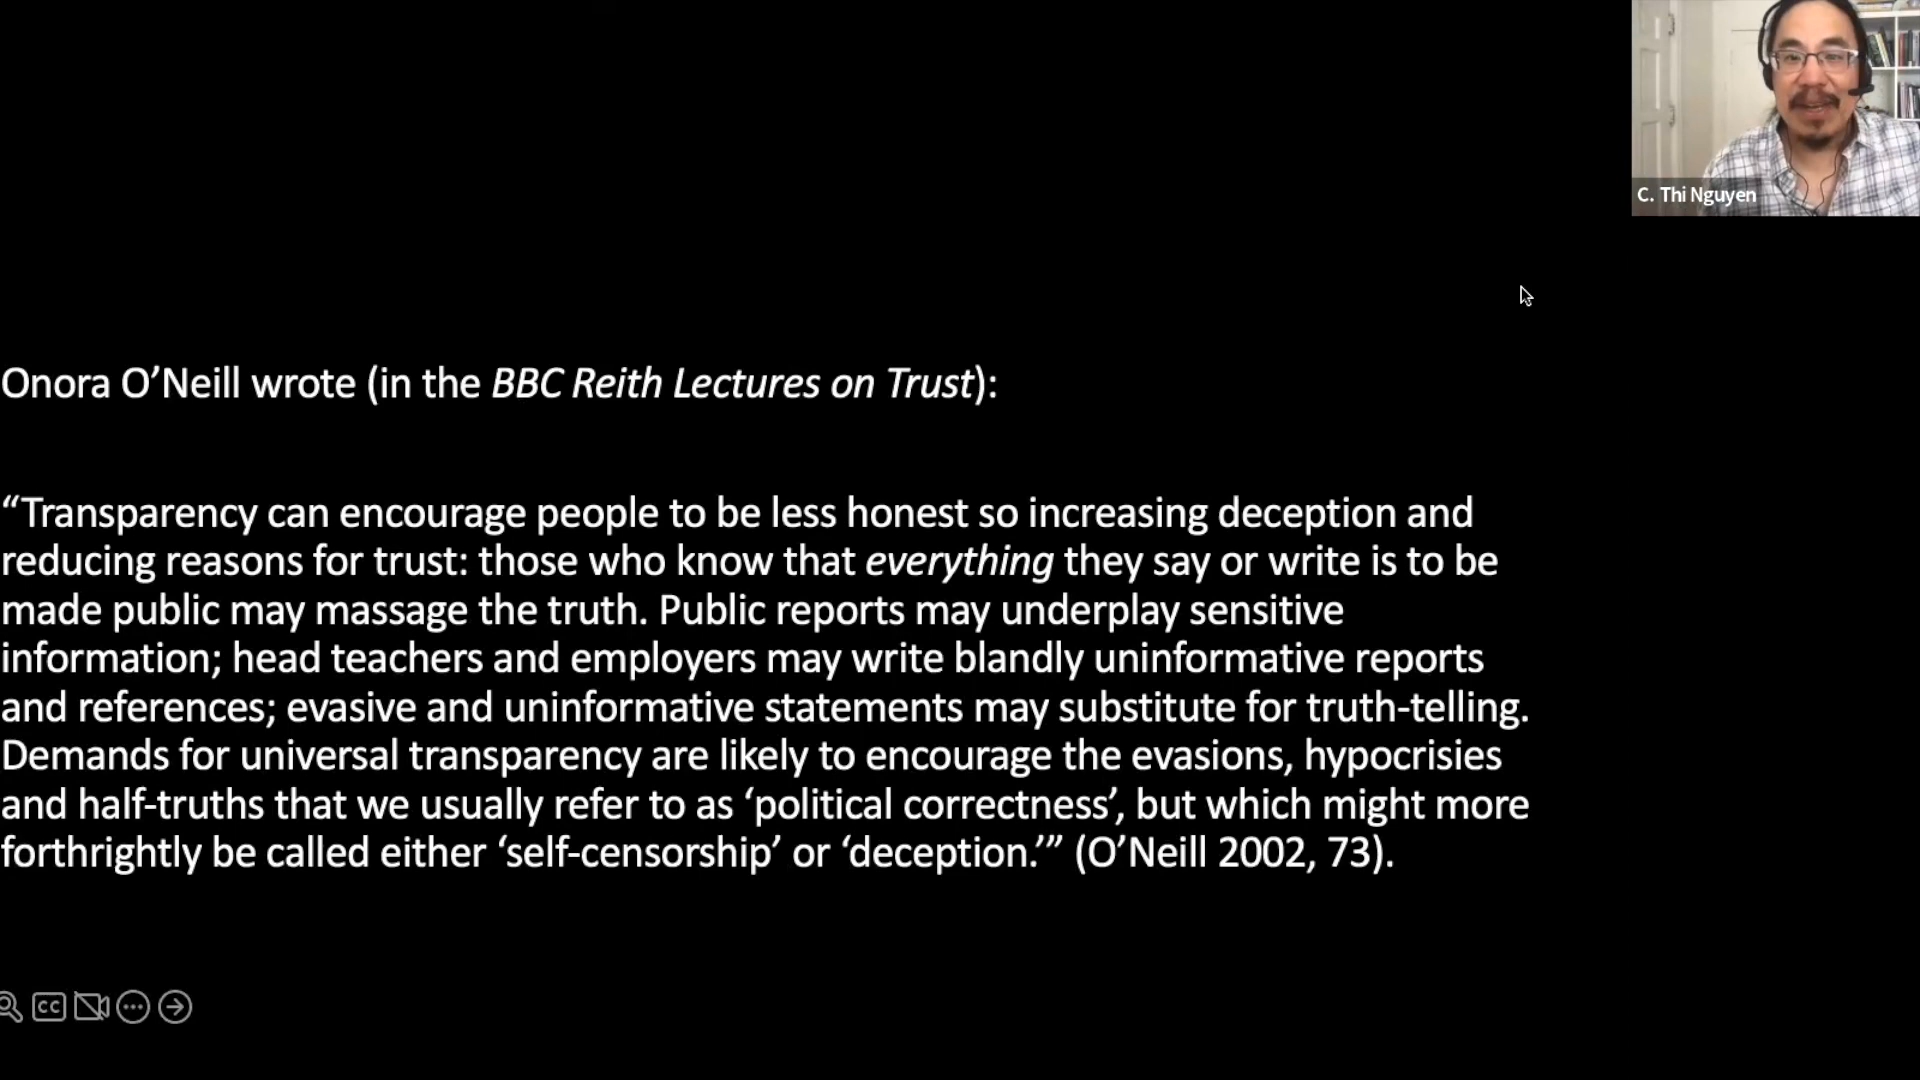 C. Thi Nguyen
Onora O’Neill wrote (in the BBC Reith Lectures on Trust):
“Transparency can encourage people to be less honest so increasing deception and
reducing reasons for trust: those who know that everything they say or write is to be
made public may massage the truth. Public reports may underplay sensitive
information; head teachers and employers may write blandly uninformative reports
and references; evasive and uninformative statements may substitute for truth-telling.
Demands for universal transparency are likely to encourage the evasions, hypocrisies
and half-truths that we usually refer to as ‘political correctness’, but which might more
forthrightly be called either ‘self-censorship’ or ‘deception.’” (O’Neill 2002, 73).
CC